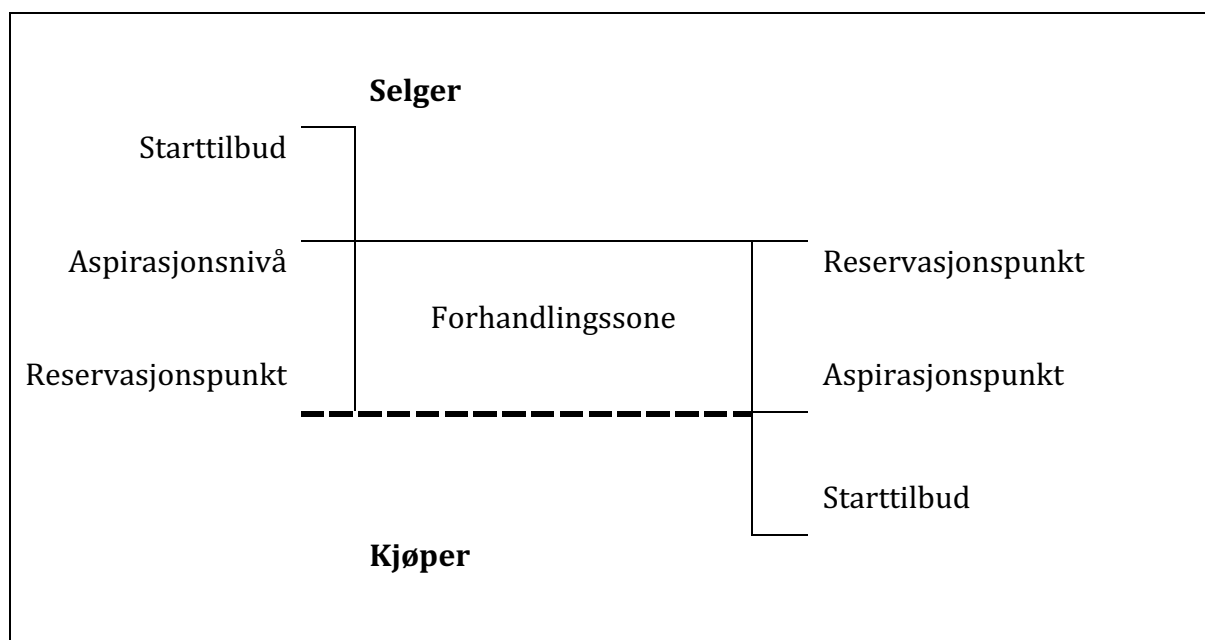 Selger
Starttilbud
Aspirasjonsnivå
Reservasjonspunkt
Forhandlingssone
Reservasjonspunkt
Aspirasjonspunkt
Starttilbud
Kjøper